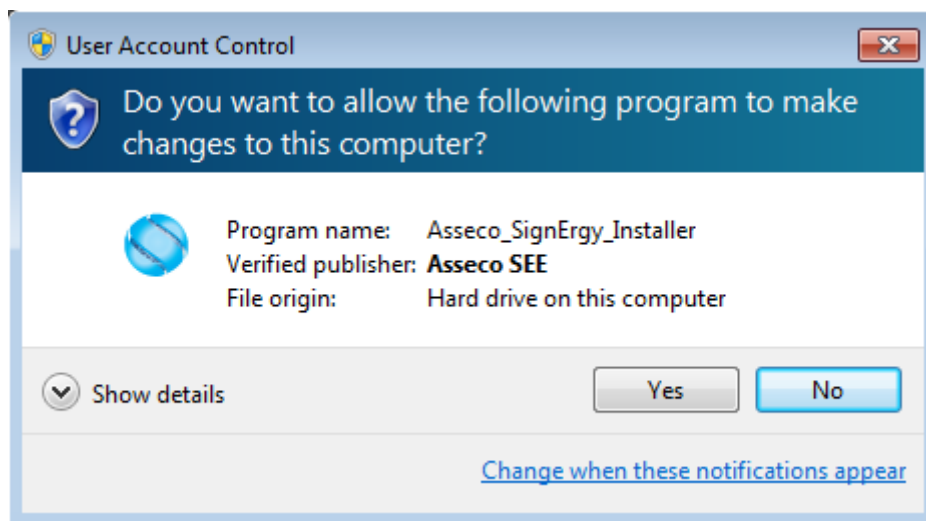 User Account Control
Do you want to allow the following program to make
changes to this computer?
Program name: Asseco_SignErgy_Installer
Verified publisher: Asseco SEE
File origin: Hard drive on this computer
Show details Yes No
Change when these notifications appear